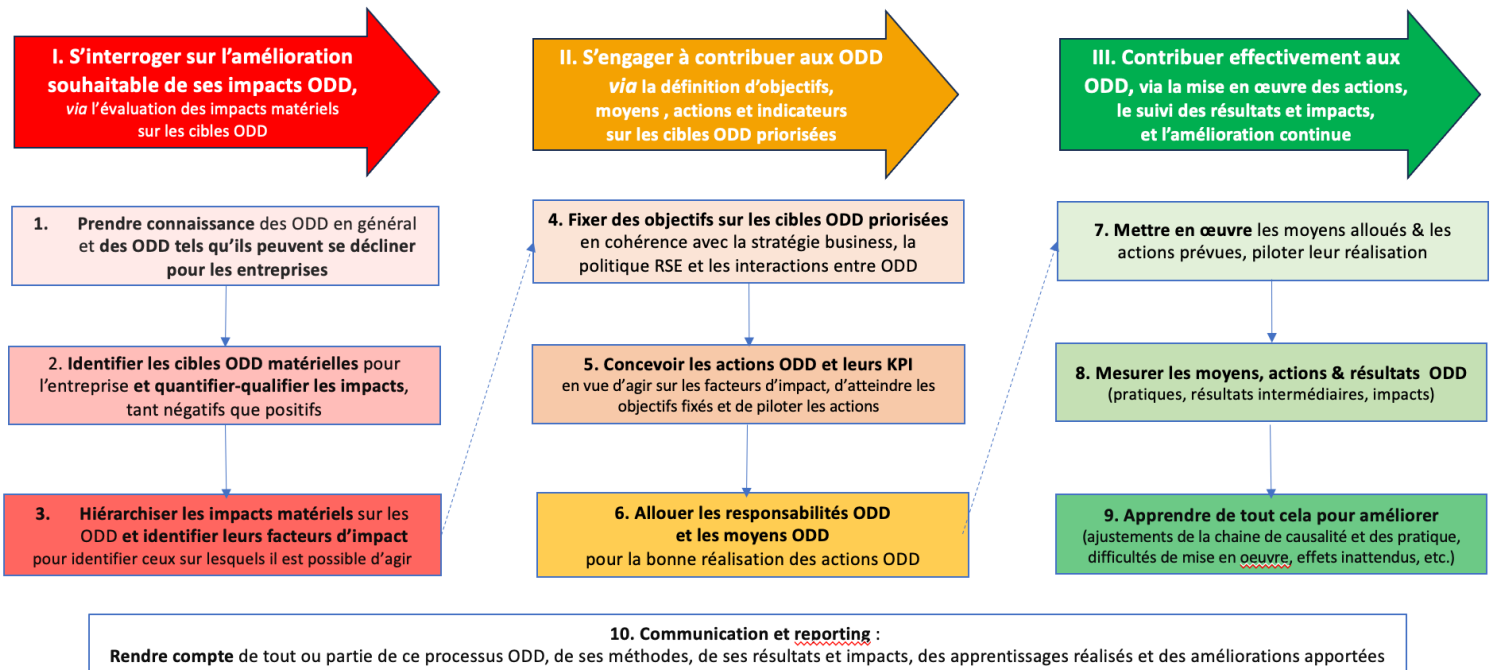 I. S’interroger sur l’amélioration
souhaitable de ses impacts ODD,
via l’évaluation des impacts matériels
sur les cibles ODD
II. S’engager à contribuer aux ODD
via la définition d’objectifs,
moyens , actions et indicateurs
sur les cibles ODD priorisées
III. Contribuer effectivement aux
ODD, via la mise en œuvre des actions,
le suivi des résultats et impacts,
et l’amélioration continue
1. Prendre connaissance des ODD en général
et des ODD tels qu’ils peuvent se décliner
pour les entreprises
2. Identifier les cibles ODD matérielles pour
l’entreprise et quantifier-qualifier les impacts,
tant négatifs que positifs
3. Hiérarchiser les impacts matériels sur les
ODD et identifier leurs facteurs d’impact
pour identifier ceux sur lesquels il est possible d’agir
4. Fixer des objectifs sur les cibles ODD priorisées
en cohérence avec la stratégie business, la
politique RSE et les interactions entre ODD
5. Concevoir les actions ODD et leurs KPI
en vue d’agir sur les facteurs d’impact, d’atteindre les
objectifs fixés et de piloter les actions
6. Allouer les responsabilités ODD
et les moyens ODD
pour la bonne réalisation des actions ODD
7. Mettre en œuvre les moyens alloués & les
actions prévues, piloter leur réalisation
8. Mesurer les moyens, actions & résultats ODD
(pratiques, résultats intermédiaires, impacts)
9. Apprendre de tout cela pour améliorer
(ajustements de la chaine de causalité et des pratique,
difficultés de mise en oeuvre, effets inattendus, etc.)
10. Communication et reporting :
Rendre compte de tout ou partie de ce processus ODD, de ses méthodes, de ses résultats et impacts, des apprentissages réalisés et des améliorations apportées